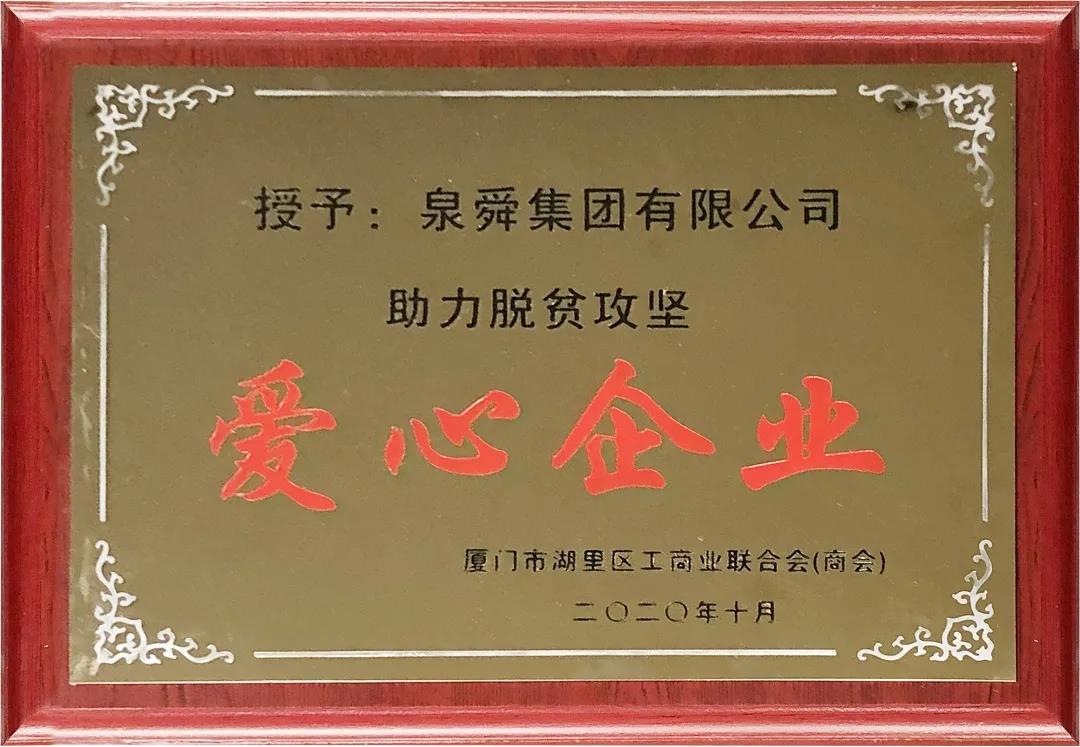 授予：泉舜集团有限公司
助力脱贫攻坚
爱心企业
厦门市湖里区工商业联合会(商会)
二〇二〇年十月